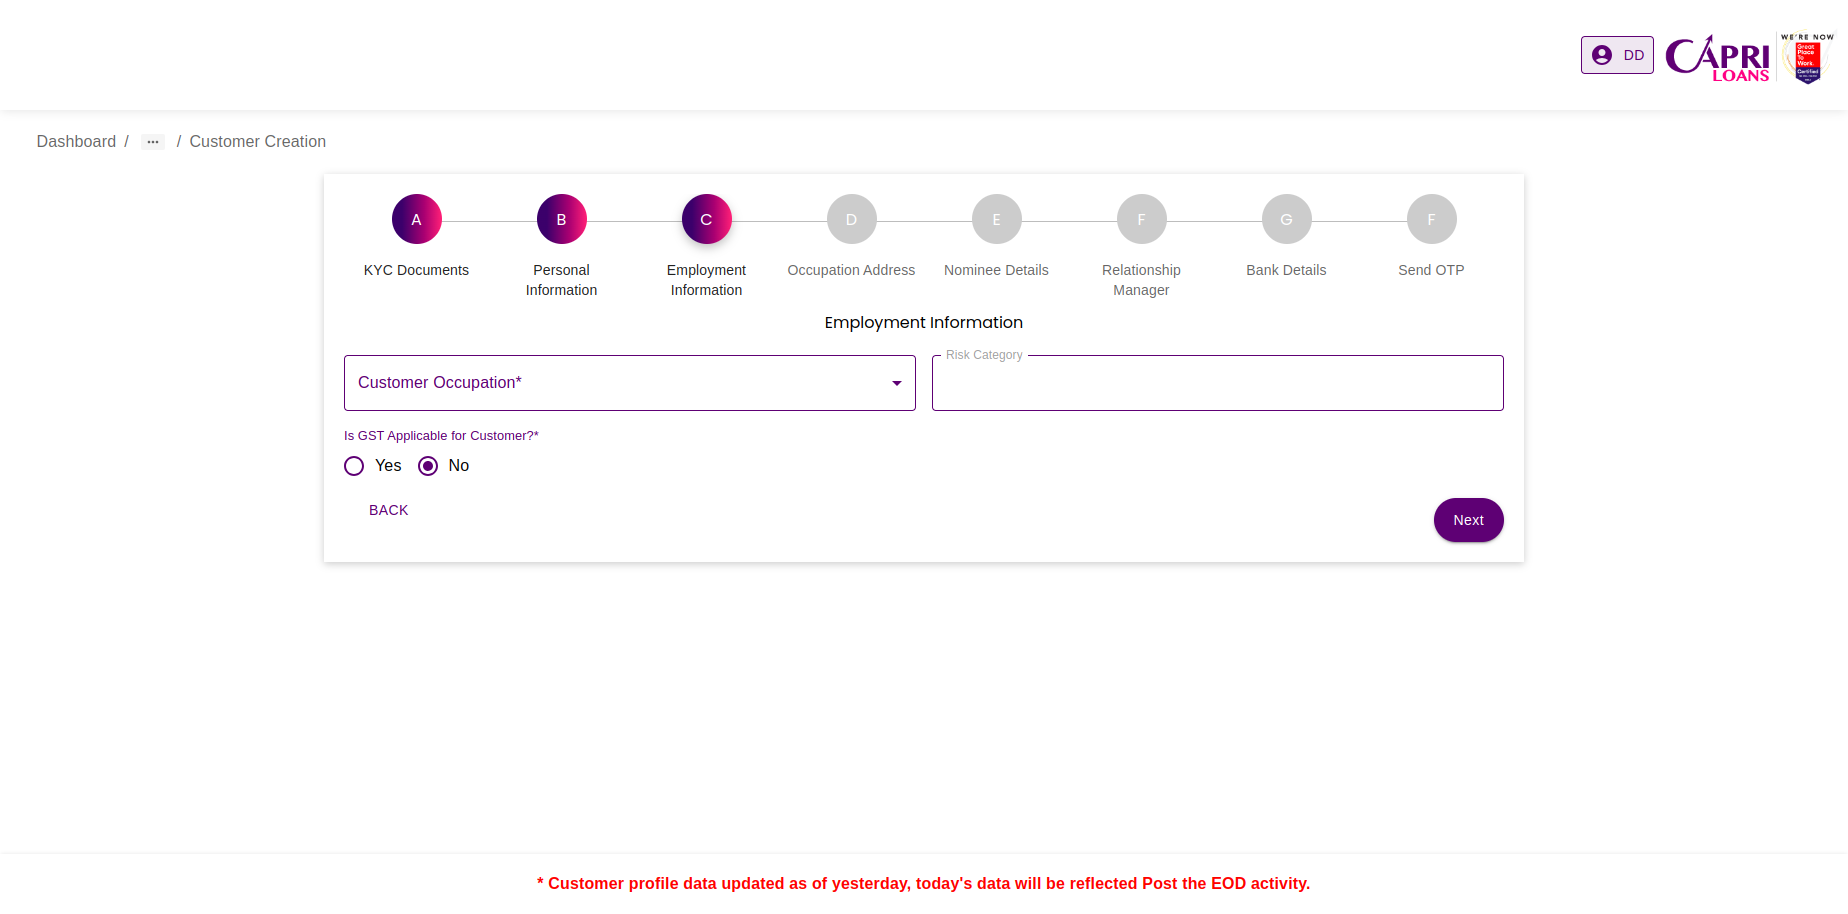 DD
CAPRI
LOANS
WE'RE NOW
Great
Place
To
Work.
Certified
Dashboard / ••• / Customer Creation
A B C D E F G F
KYC Documents Personal Information Employment Information Occupation Address Nominee Details Relationship Manager Bank Details Send OTP
Employment Information
Customer Occupation*
Risk Category
Is GST Applicable for Customer?*
Yes No
BACK
Next
* Customer profile data updated as of yesterday, today's data will be reflected Post the EOD activity.